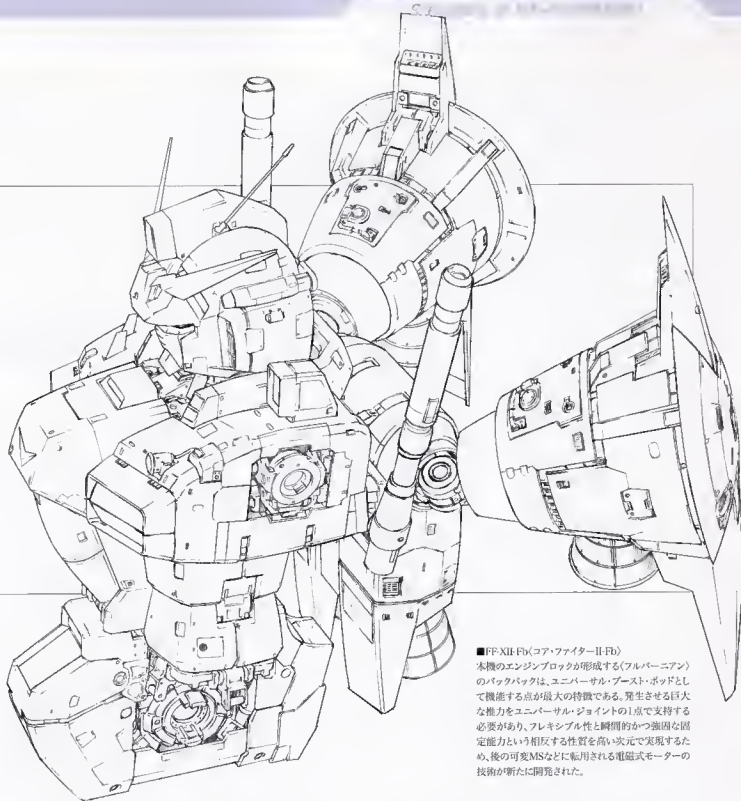 ■FF-XII-Fb〈コア・ファイターII-Fb〉
本機のエンジンブロックが形成する〈フルバーニアン〉
のバックパックは、ユニバーサル・ブースト・ポッドとし
て機能する点が最大の特徴である。発生させる巨大
な推力をユニバーサル・ジョイントの1点で支持する
必要があり、フレキシブル性と瞬間的かつ強固な固
定能力という相反する性質を高い次元で実現するた
め、後の可変MSなどに転用される電磁式モーターの
技術が新たに開発された。